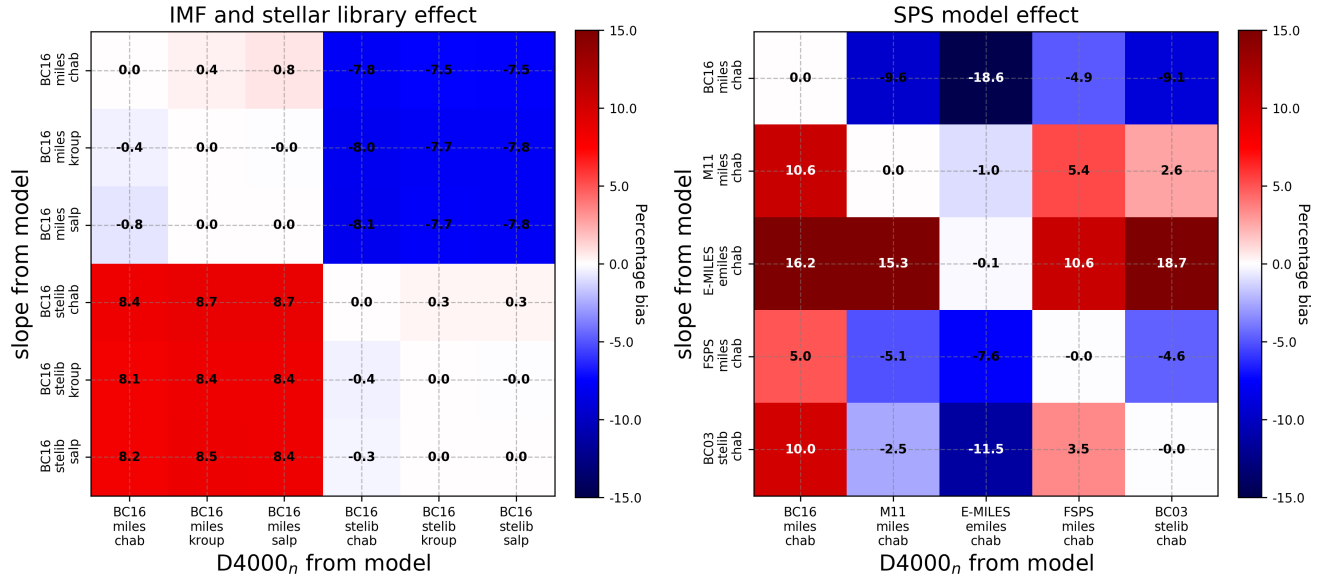 IMF and stellar library effect
slope from model
BC16 miles chab
0.0 0.4 0.8 -7.8 -7.5 -7.5
BC16 miles kroup
-0.4 0.0 -0.0 -8.0 -7.7 -7.8
BC16 miles salp
-0.8 0.0 0.0 -8.1 -7.7 -7.8
BC16 stelib chab
8.4 8.7 8.7 0.0 0.3 0.3
BC16 stelib kroup
8.1 8.4 8.4 -0.4 0.0 -0.0
BC16 stelib salp
8.2 8.5 8.4 -0.3 0.0 0.0
BC16 BC16 BC16 BC16 BC16 BC16
miles miles miles stelib stelib stelib
chab kroup salp chab kroup salp
D4000n from model
15.0
10.0
5.0
0.0
-5.0
-10.0
-15.0
Percentage bias
SPS model effect
slope from model
BC16 miles chab
0.0 -9.6 -18.6 -4.9 -9.1
M11 miles chab
10.6 0.0 -1.0 5.4 2.6
E-MILES emiles chab
16.2 15.3 -0.1 10.6 18.7
FSPS miles chab
5.0 -5.1 -7.6 -0.0 -4.6
BC03 stelib chab
10.0 -2.5 -11.5 3.5 -0.0
BC16 M11 E-MILES FSPS BC03
miles miles emiles miles stelib
chab chab chab chab chab
D4000n from model
15.0
10.0
5.0
0.0
-5.0
-10.0
-15.0
Percentage bias